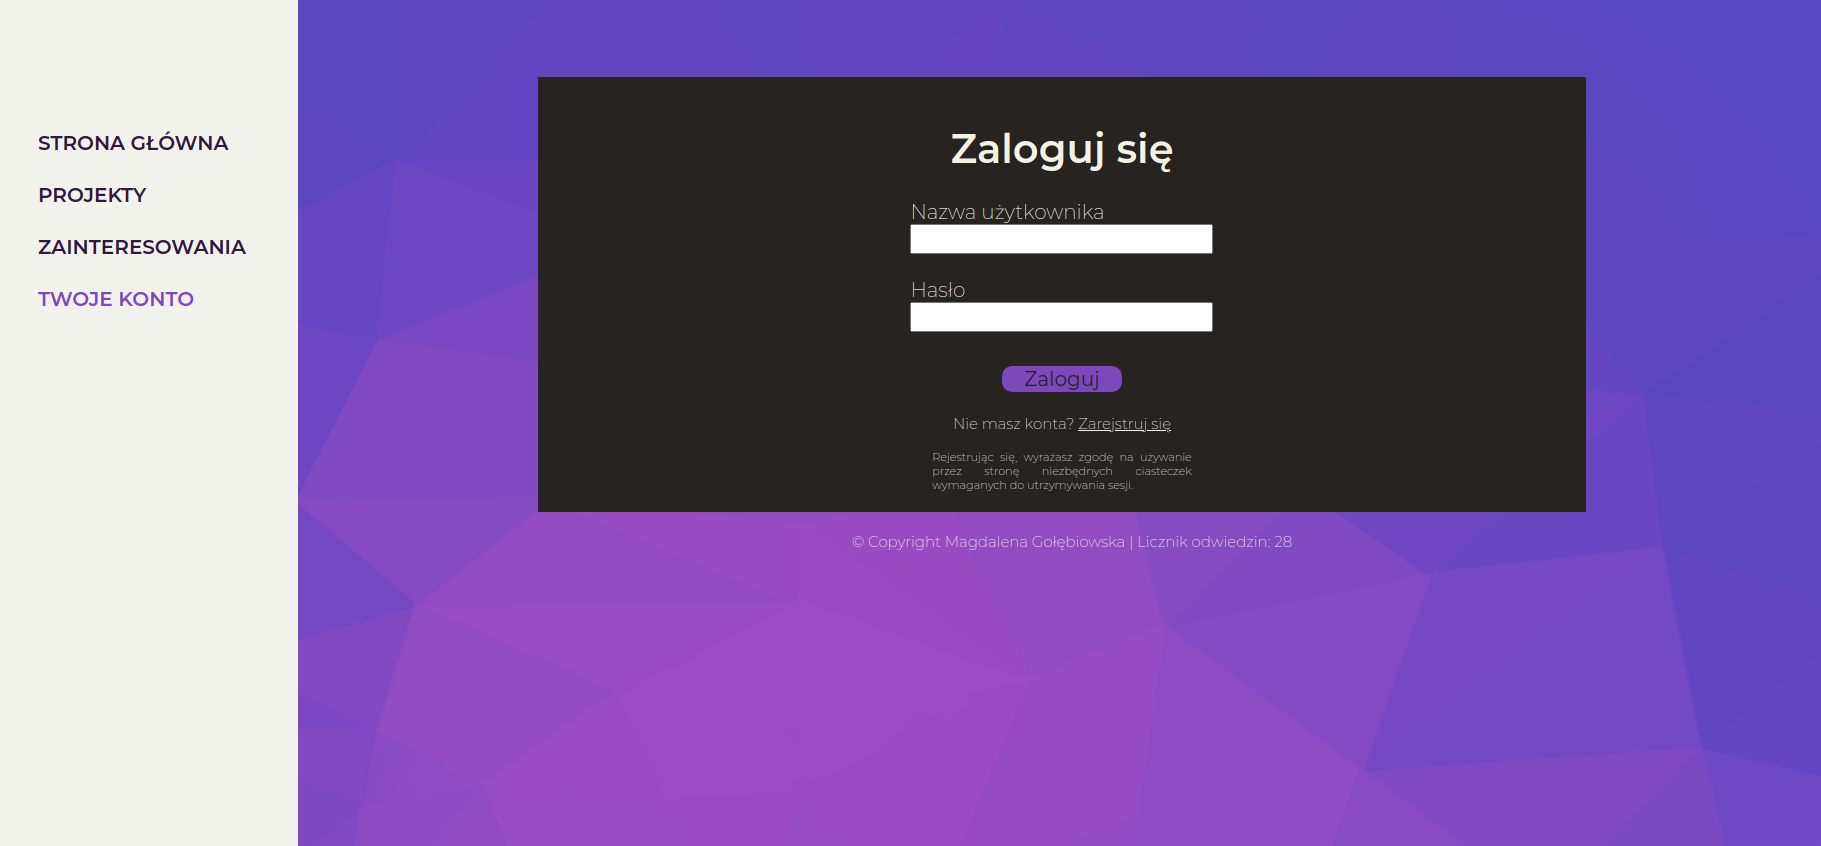 STRONA GŁÓWNA
PROJEKTY
ZAINTERESOWANIA
TWOJE KONTO
Zaloguj się
Nazwa użytkownika
Hasło
Zaloguj
Nie masz konta? Zarejstruj się
Rejestrując się, wyrażasz zgodę na używanie
przez stronę niezbędnych ciasteczek
wymaganych do utrzymywania sesji.
© Copyright Magdalena Gołębiowska | Licznik odwiedzin: 28